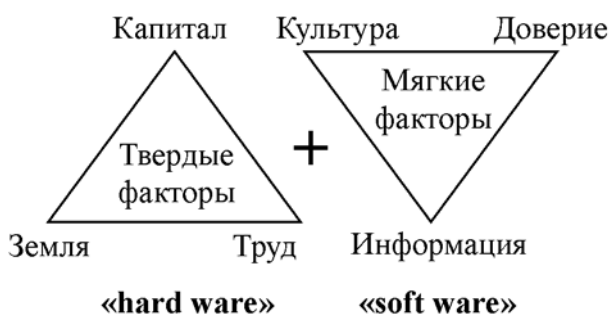 Капитал
Культура
Доверие
Твердые
факторы
+
Мягкие
факторы
Земля
Труд
Информация
«hard ware»
«soft ware»